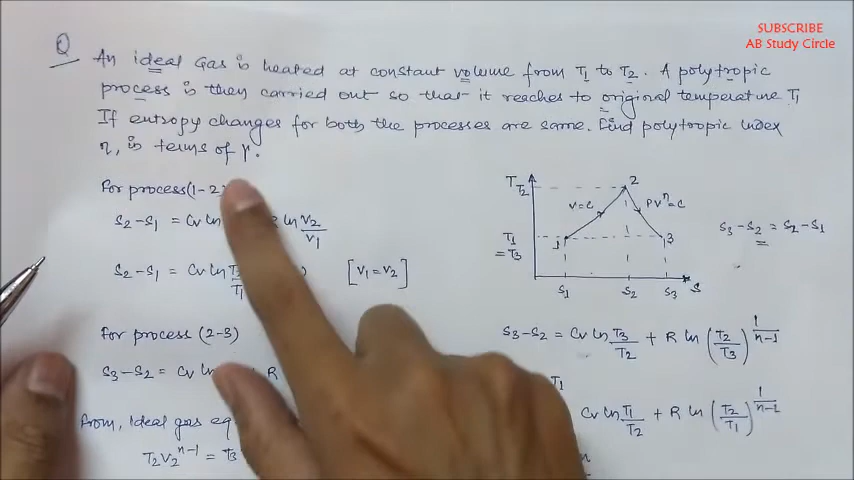 SUBSCRIBE
AB Study Circle
Q
An ideal Gas is heated at constant volume from T1 to T2. A polytropic
process is then carried out so that it reaches to original temperature T1
If entropy changes for both the processes are same. Find polytropic Index
n, in terms of γ.
For process (1-2)
S2-S1 = Cv ln R ln V2/V1
S2-S1 = Cv ln T2/T1 [V1=V2]
For process (2-3)
S3-S2 = Cv ln + R
From, Ideal gas eq
T2V2^n-1 = T3
T
T2
2
V=C
PV^n=C
T1
=T3
1
3
S1 S2 S3 S
S3-S2 = S2-S1
S3-S2 = Cv ln T3/T2 + R ln (T2/T3)^1/n-1
T1
Cv ln T1/T2 + R ln (T2/T1)^1/n-1